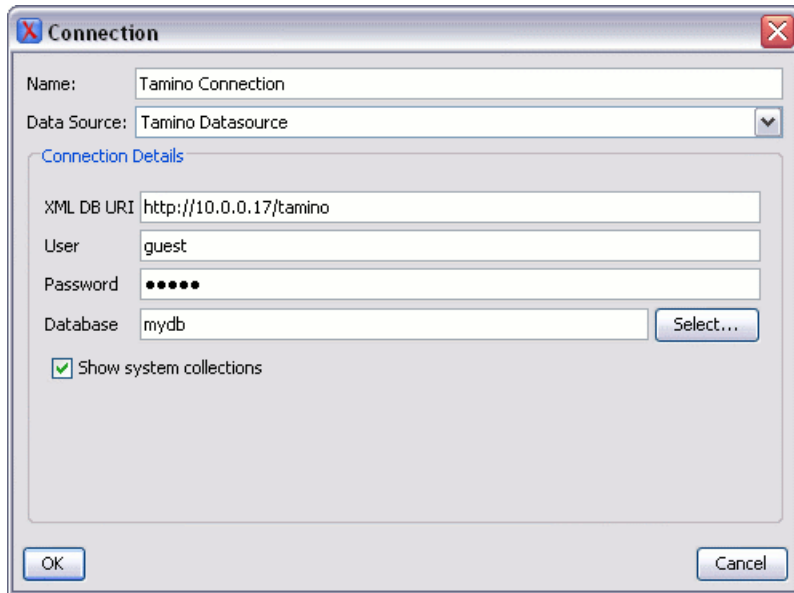 Connection
Name: Tamino Connection
Data Source: Tamino Datasource
Connection Details
XML DB URI http://10.0.0.17/tamino
User guest
Password •••••
Database mydb Select...
Show system collections
OK Cancel